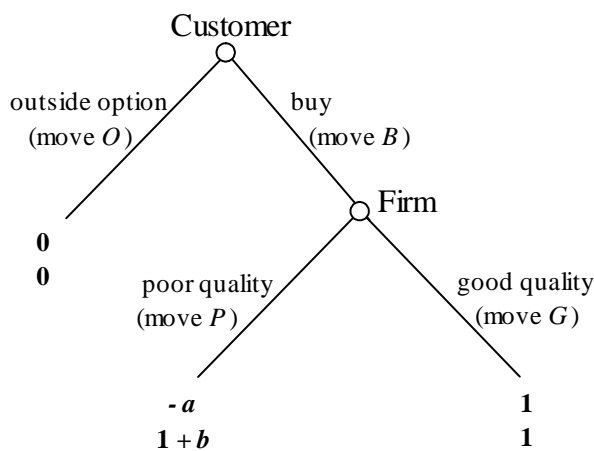 Customer
outside option
(move O)
buy
(move B)
Firm
0
0
poor quality
(move P)
good quality
(move G)
- a
1 + b
1
1